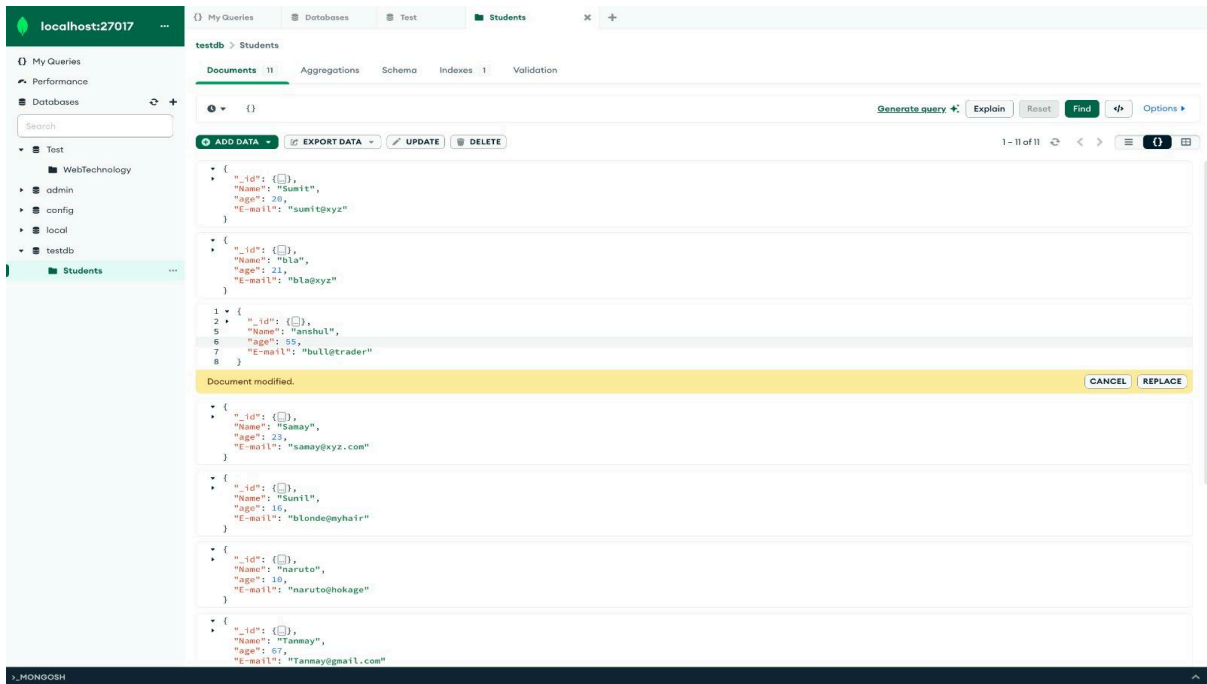 localhost:27017 ...
{} My Queries
Performance
Databases
Search
Test
WebTechnology
admin
config
local
testdb
Students ...
{} My Queries Databases Test Students
testdb > Students
Documents 11 Aggregations Schema Indexes 1 Validation
{} Generate query Explain Reset Find </> Options
ADD DATA EXPORT DATA UPDATE DELETE 1 – 11 of 11 {}
{
"_id": {…},
"Name": "Sumit",
"age": 20,
"E-mail": "sumit@xyz"
}
{
"_id": {…},
"Name": "bla",
"age": 21,
"E-mail": "bla@xyz"
}
1 {
2 "_id": {…},
5 "Name": "anshul",
6 "age": 55,
7 "E-mail": "bull@trader"
8 }
Document modified. CANCEL REPLACE
{
"_id": {…},
"Name": "Samay",
"age": 23,
"E-mail": "samay@xyz.com"
}
{
"_id": {…},
"Name": "Sunil",
"age": 16,
"E-mail": "blonde@myhair"
}
{
"_id": {…},
"Name": "naruto",
"age": 10,
"E-mail": "naruto@hokage"
}
{
"_id": {…},
"Name": "Tanmay",
"age": 67,
"E-mail": "Tanmay@gmail.com"
>_MONGOSH